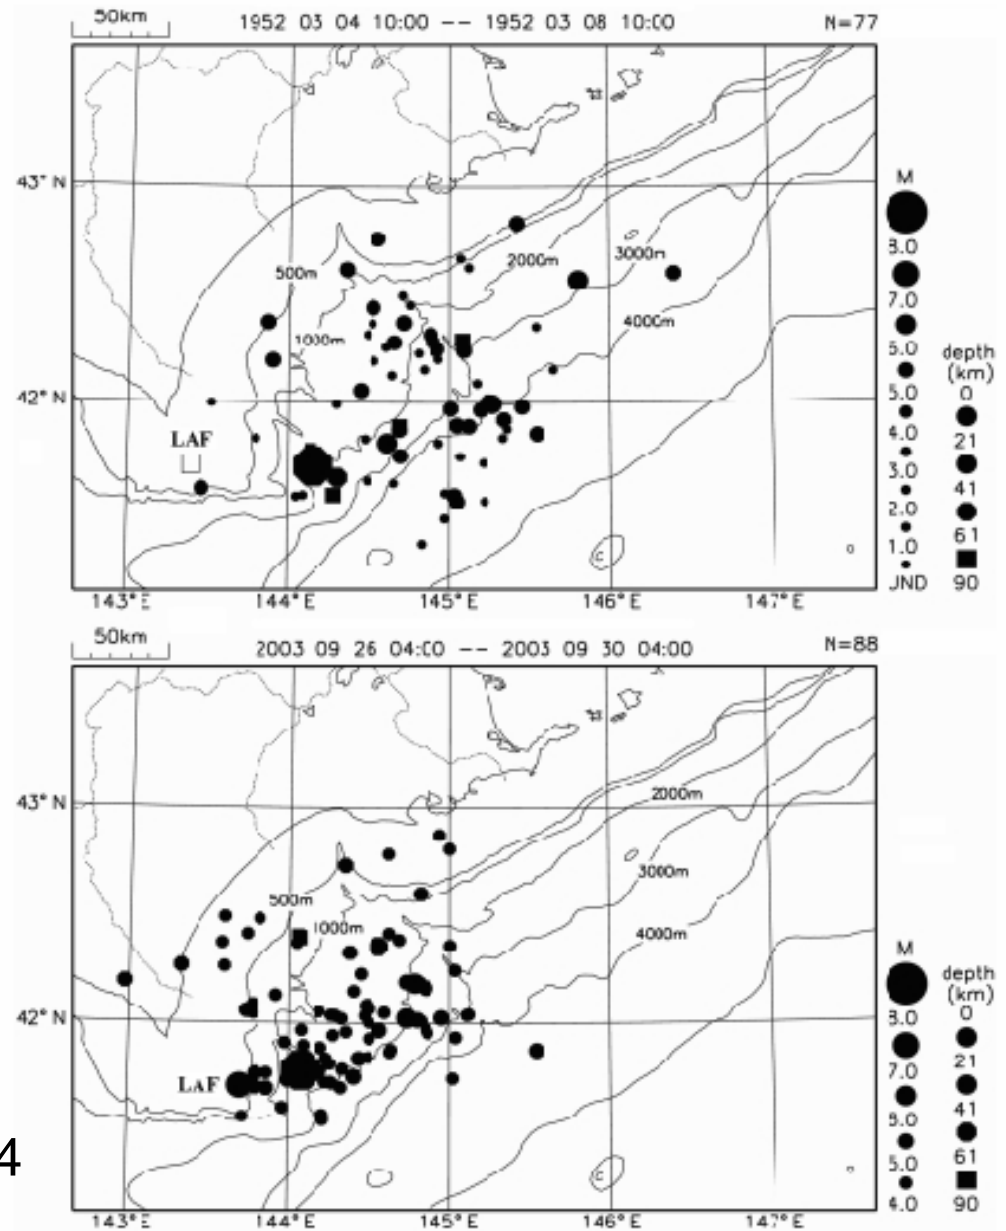 50km 1952 03 04 10:00 -- 1952 03 08 10:00 N=77
43° N
M
8.0
500m 2000m 3000m
7.0
4000m
1000m
5.0 depth
(km)
42° N 5.0 0
LAF 4.0 21
3.0 41
2.0 61
1.0
UND 90
143° E 144° E 145° E 146° E 147° E
50km 2003 09 26 04:00 -- 2003 09 30 04:00 N=88
43° N 2000m
3000m
500m
1000m 4000m
M depth
(km)
42° N 8.0 0
7.0 21
LAF
41
4 5.0 61
4.0 90
143° E 144° E 145° E 146° E 147° E